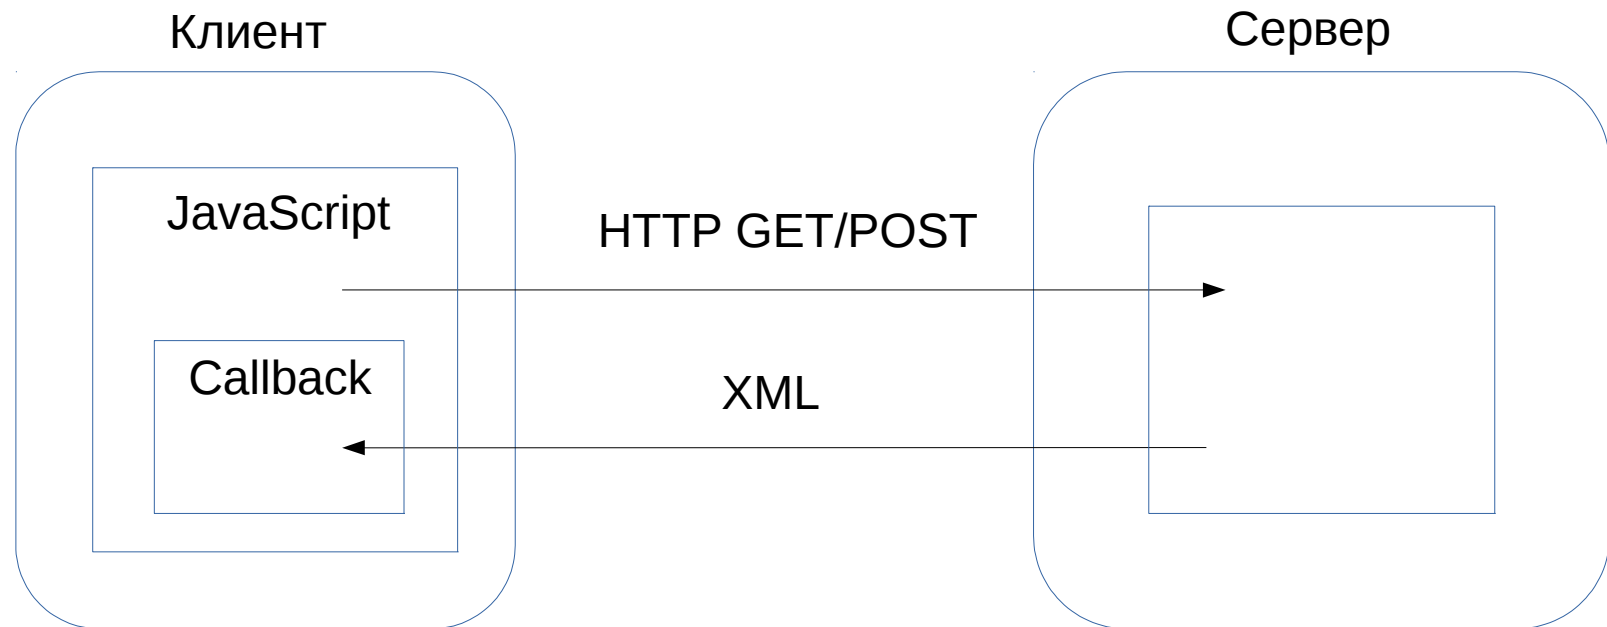 Клиент
Сервер
JavaScript
HTTP GET/POST
Callback
XML